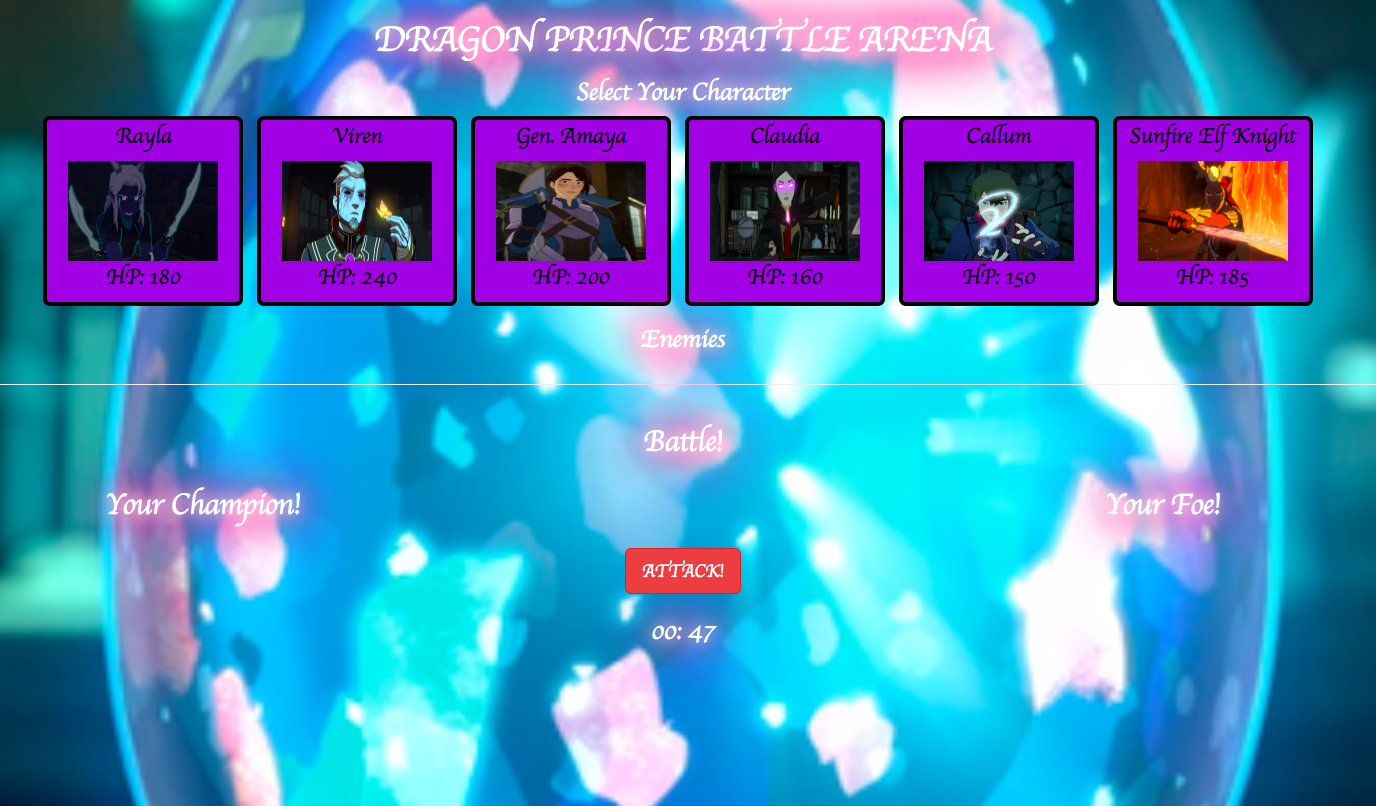 DRAGON PRINCE BATTLE ARENA
Select Your Character
Rayla
Viren
Gen. Amaya
Claudia
Callum
Sunfire Elf Knight
HP: 180
HP: 240
HP: 200
HP: 160
HP: 150
HP: 185
Enemies
Battle!
Your Champion!
Your Foe!
ATTACK!
00: 47